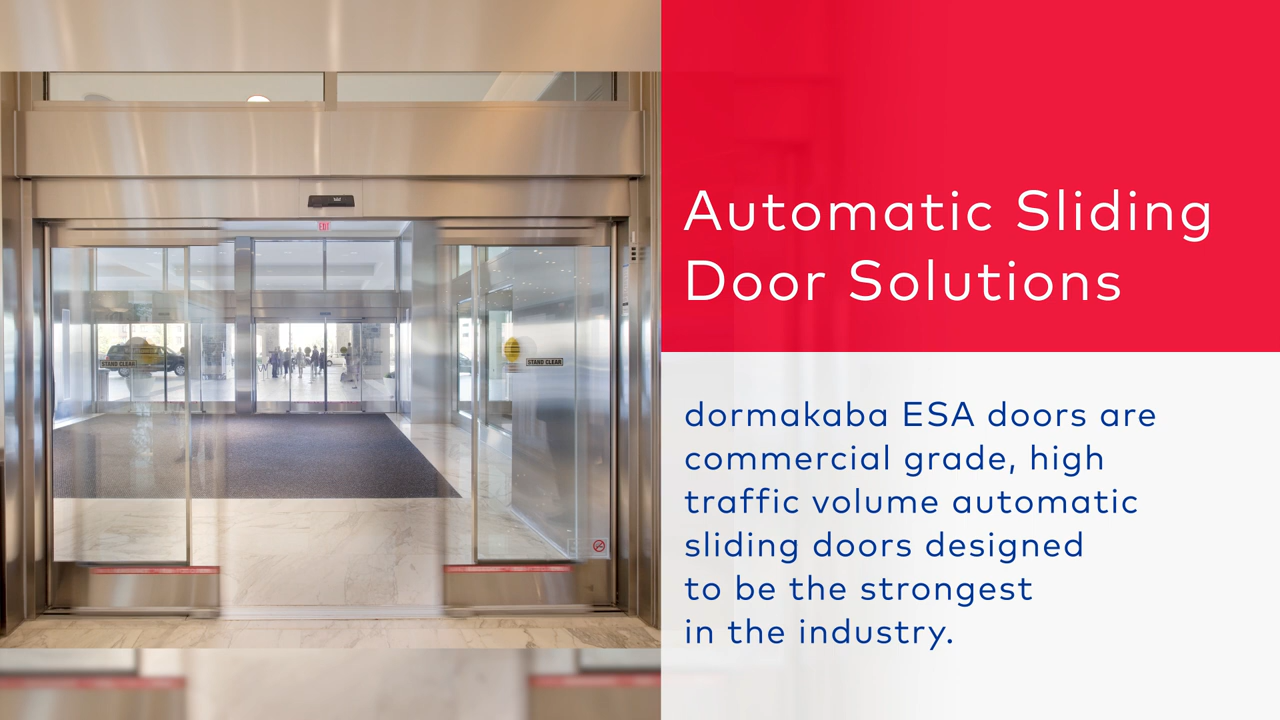 EXIT
STAND CLEAR
STAND CLEAR
Automatic Sliding
Door Solutions
dormakaba ESA doors are
commercial grade, high
traffic volume automatic
sliding doors designed
to be the strongest
in the industry.